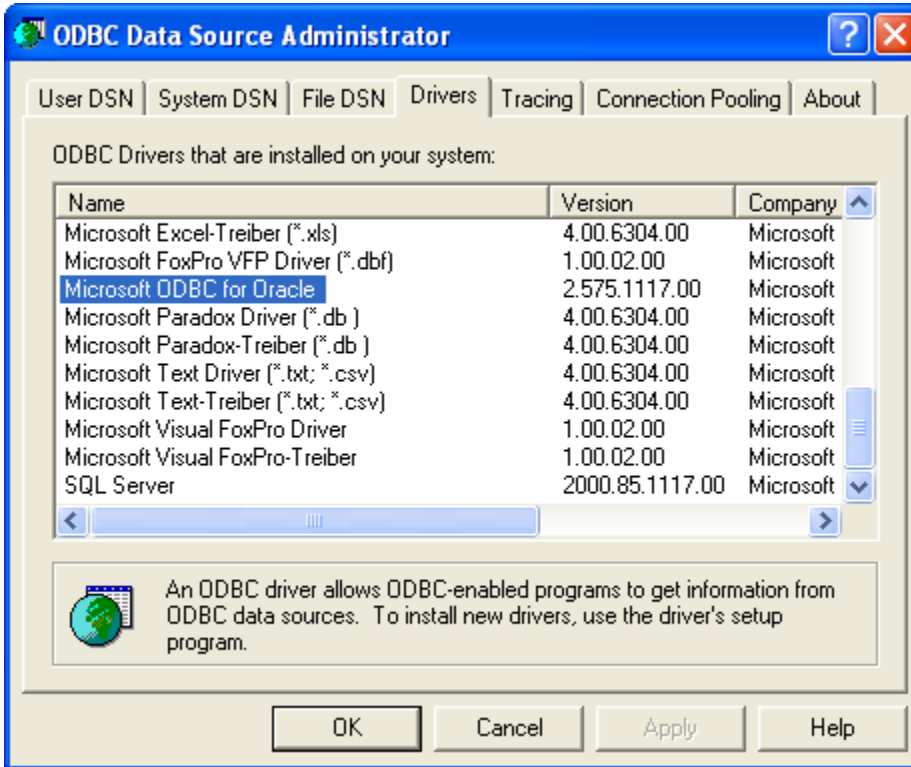 ODBC Data Source Administrator
User DSN System DSN File DSN Drivers Tracing Connection Pooling About
ODBC Drivers that are installed on your system:
Name Version Company
Microsoft Excel-Treiber (*.xls) 4.00.6304.00 Microsoft
Microsoft FoxPro VFP Driver (*.dbf) 1.00.02.00 Microsoft
Microsoft ODBC for Oracle 2.575.1117.00 Microsoft
Microsoft Paradox Driver (*.db ) 4.00.6304.00 Microsoft
Microsoft Paradox-Treiber (*.db ) 4.00.6304.00 Microsoft
Microsoft Text Driver (*.txt; *.csv) 4.00.6304.00 Microsoft
Microsoft Text-Treiber (*.txt; *.csv) 4.00.6304.00 Microsoft
Microsoft Visual FoxPro Driver 1.00.02.00 Microsoft
Microsoft Visual FoxPro-Treiber 1.00.02.00 Microsoft
SQL Server 2000.85.1117.00 Microsoft
An ODBC driver allows ODBC-enabled programs to get information from
ODBC data sources.  To install new drivers, use the driver's setup
program.
OK Cancel Apply Help